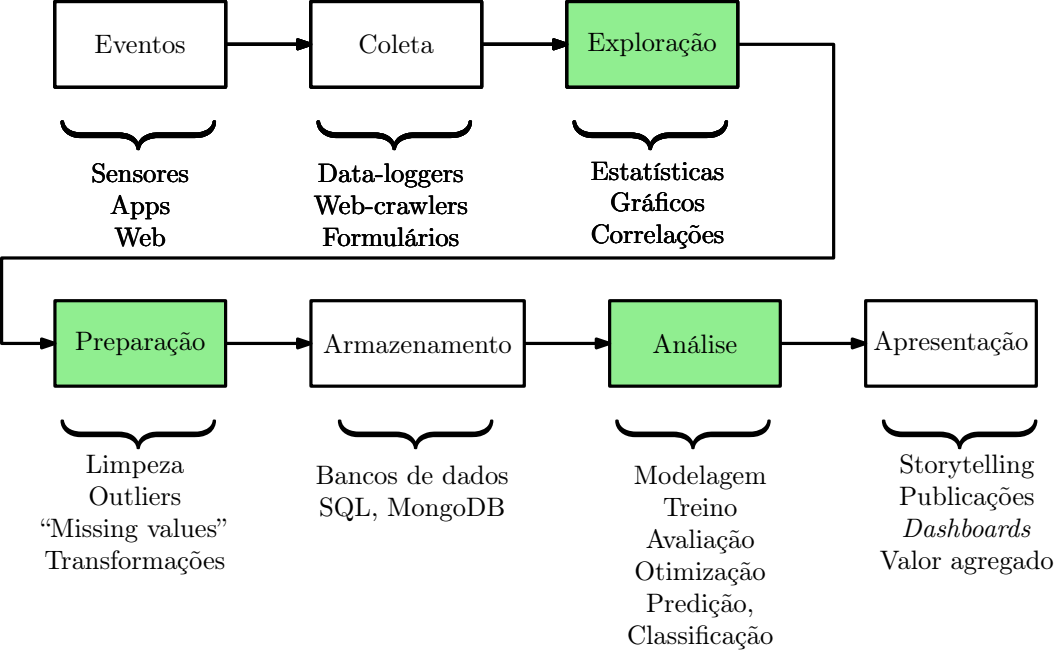 Eventos
Coleta
Exploração
Sensores
Apps
Web
Data-loggers
Web-crawlers
Formulários
Estatísticas
Gráficos
Correlações
Preparação
Armazenamento
Análise
Apresentação
Limpeza
Outliers
“Missing values”
Transformações
Bancos de dados
SQL, MongoDB
Modelagem
Treino
Avaliação
Otimização
Predição,
Classificação
Storytelling
Publicações
Dashboards
Valor agregado